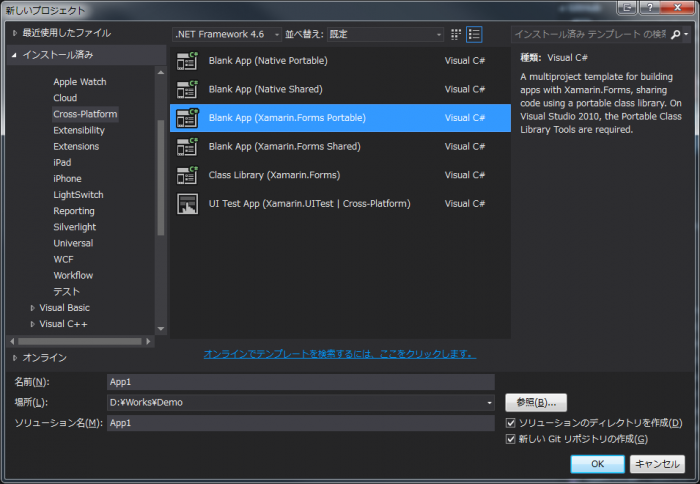 新しいプロジェクト
最近使用したファイル
インストール済み
Apple Watch
Cloud
Cross-Platform
Extensibility
Extensions
iPad
iPhone
LightSwitch
Reporting
Silverlight
Universal
WCF
Workflow
テスト
Visual Basic
Visual C++
オンライン
.NET Framework 4.6 並べ替え: 既定
Blank App (Native Portable) Visual C#
Blank App (Native Shared) Visual C#
Blank App (Xamarin.Forms Portable) Visual C#
Blank App (Xamarin.Forms Shared) Visual C#
Class Library (Xamarin.Forms) Visual C#
UI Test App (Xamarin.UITest | Cross-Platform) Visual C#
オンラインでテンプレートを検索するには、ここをクリックします。
インストール済み テンプレート の検
種類: Visual C#
A multiproject template for building
apps with Xamarin.Forms, sharing
code using a portable class library. On
Visual Studio 2010, the Portable Class
Library Tools are required.
名前(N): App1
場所(L): D:¥Works¥Demo 参照(B)...
ソリューション名(M): App1
ソリューションのディレクトリを作成(D)
新しい Git リポジトリの作成(G)
OK キャンセル